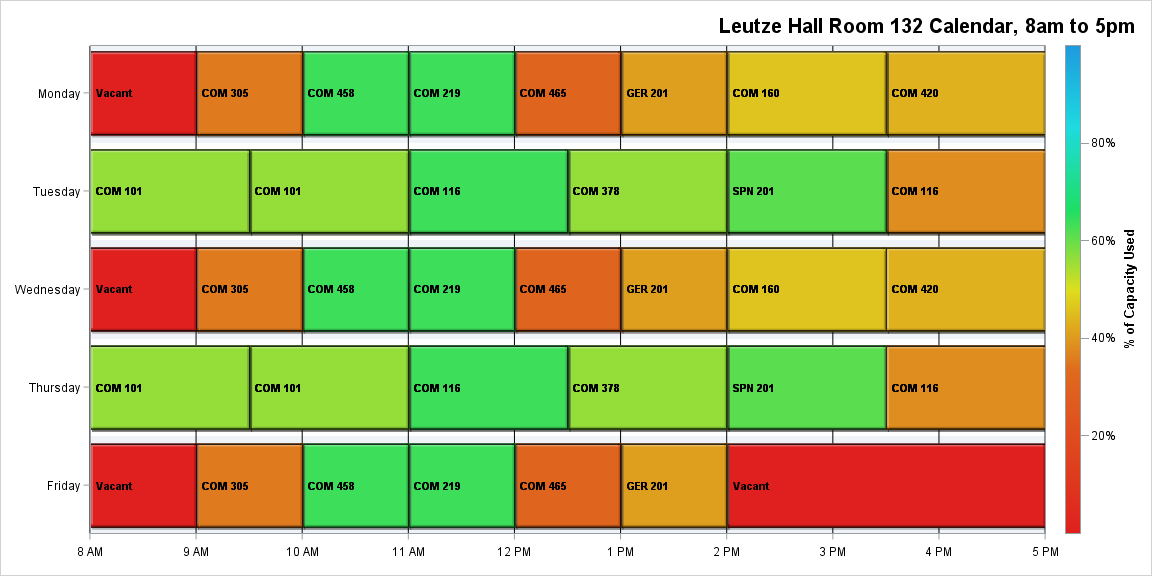 Leutze Hall Room 132 Calendar, 8am to 5pm
Monday
Vacant
COM 305
COM 458
COM 219
COM 465
GER 201
COM 160
COM 420
Tuesday
COM 101
COM 101
COM 116
COM 378
SPN 201
COM 116
Wednesday
Vacant
COM 305
COM 458
COM 219
COM 465
GER 201
COM 160
COM 420
Thursday
COM 101
COM 101
COM 116
COM 378
SPN 201
COM 116
Friday
Vacant
COM 305
COM 458
COM 219
COM 465
GER 201
Vacant
8 AM
9 AM
10 AM
11 AM
12 PM
1 PM
2 PM
3 PM
4 PM
5 PM
80%
60%
40%
20%
% of Capacity Used